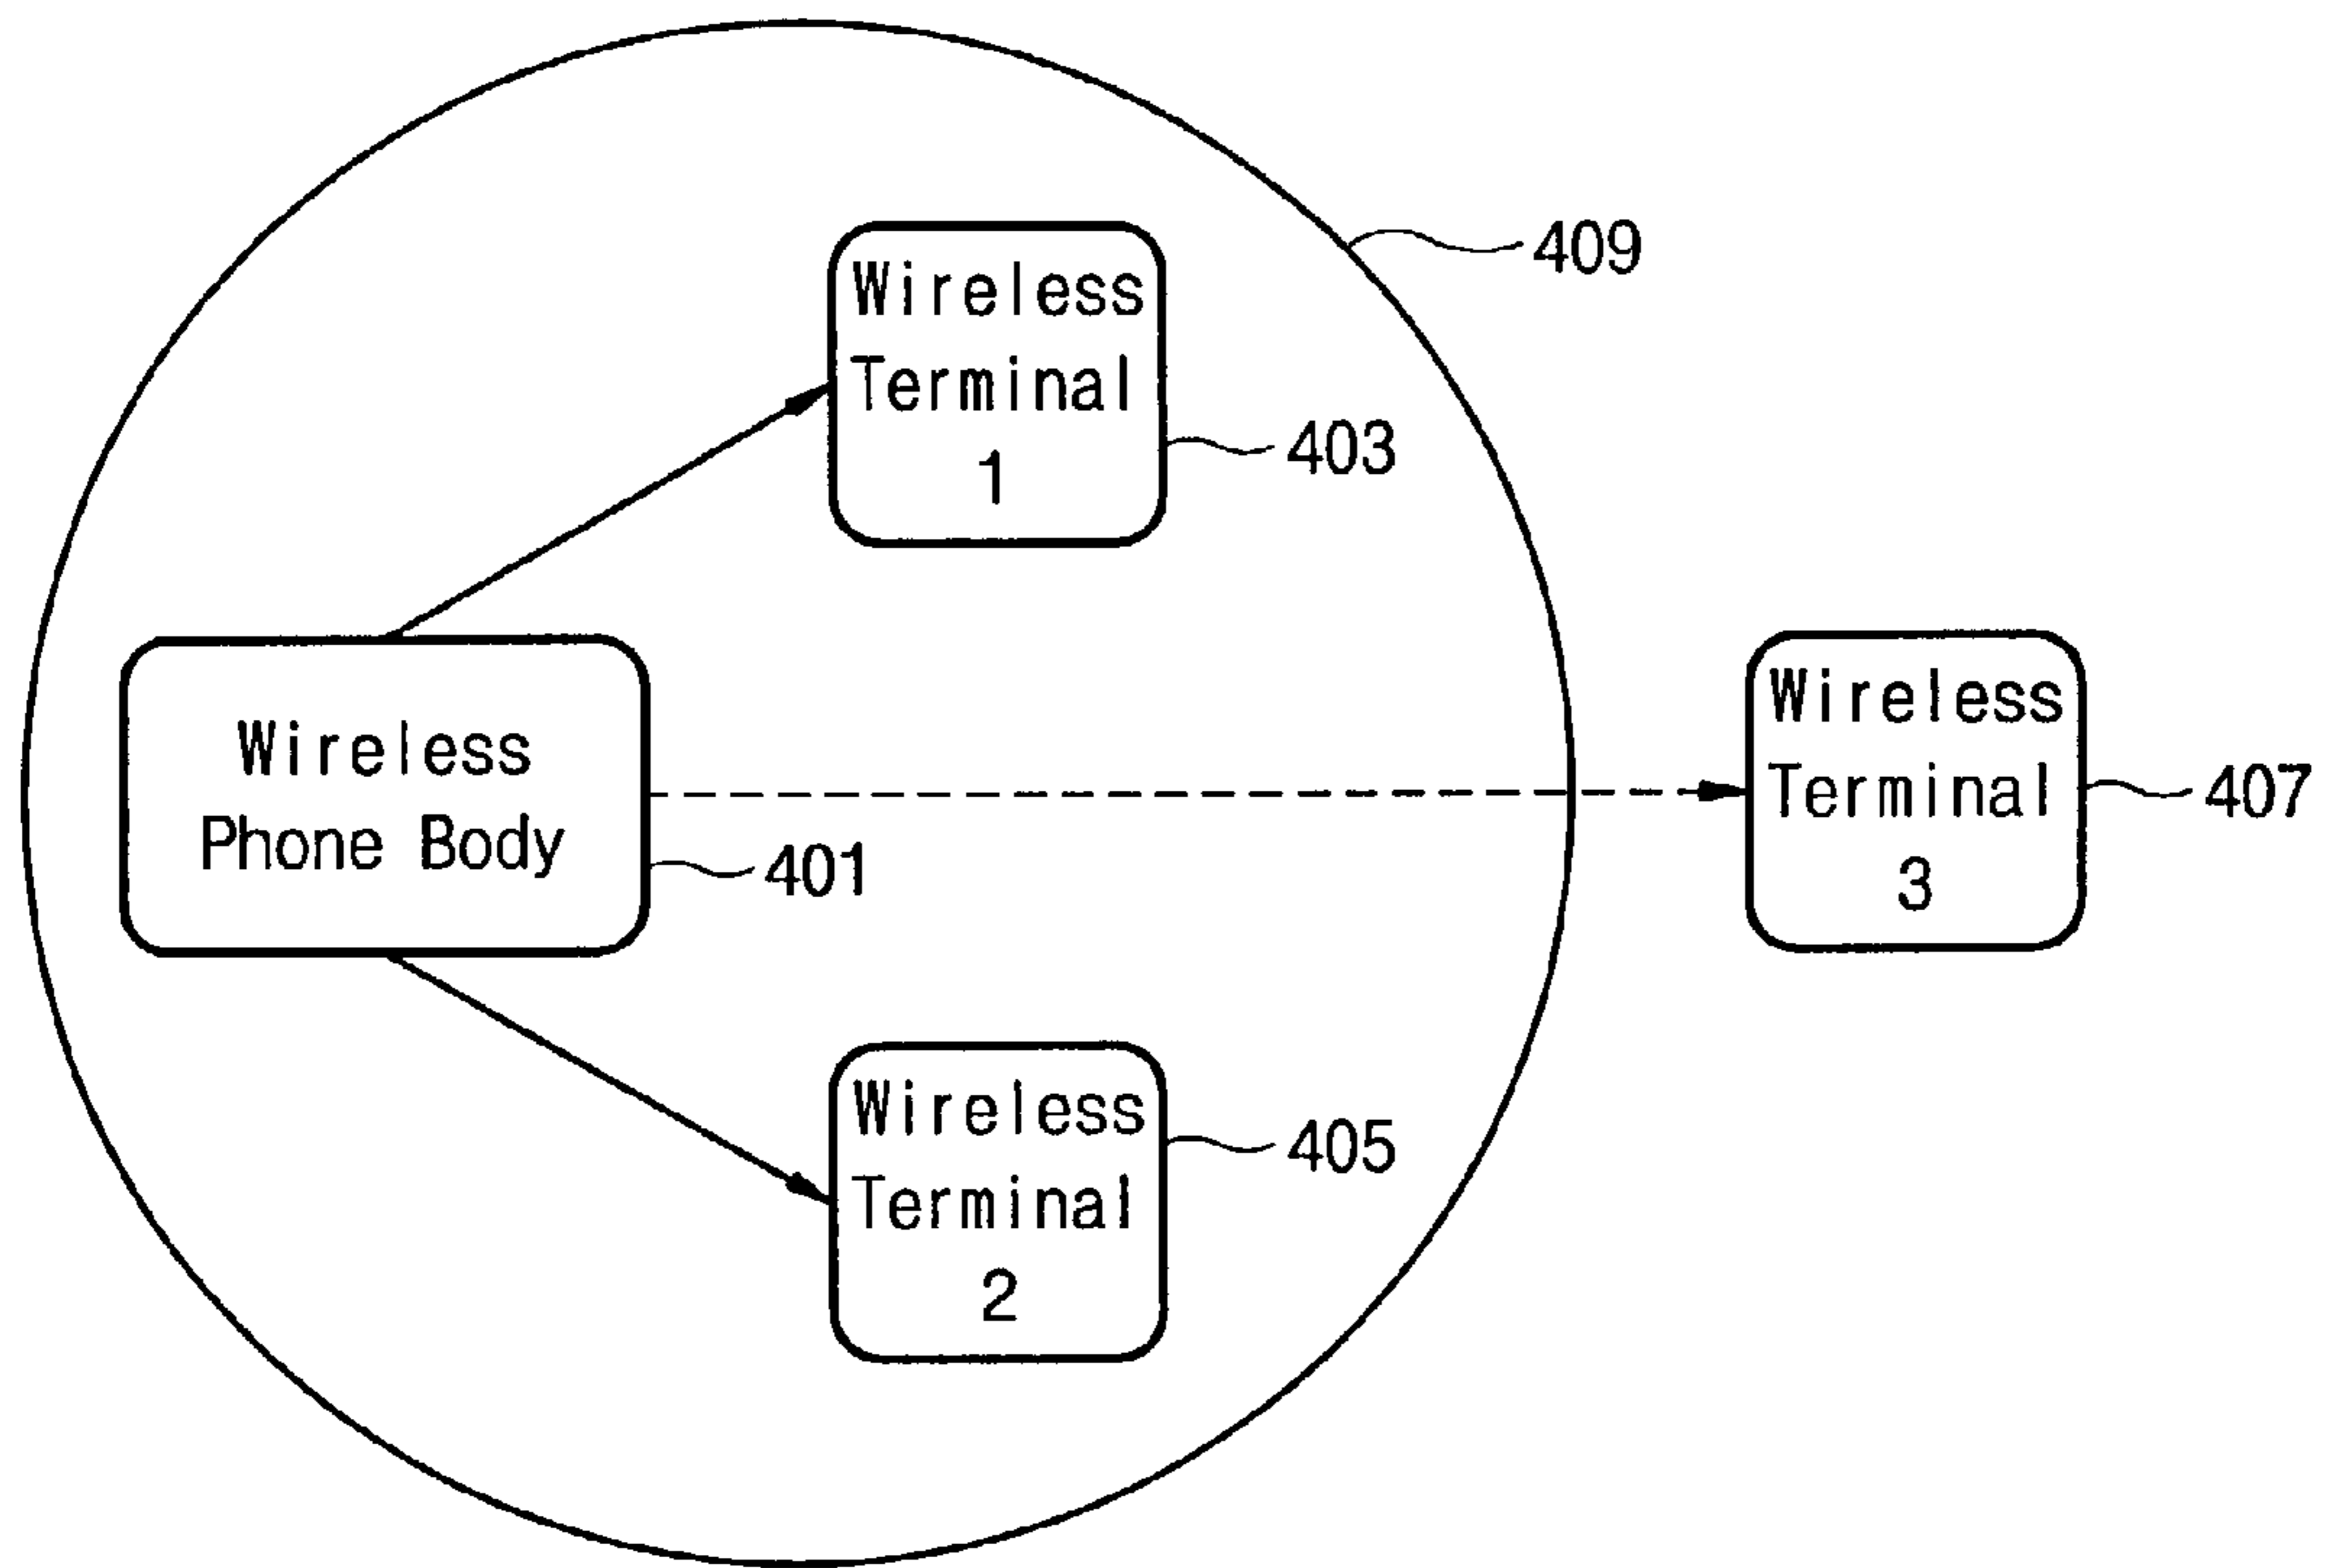 409
Wireless
Terminal
1
403
Wireless
Phone Body
401
Wireless
Terminal
3
407
Wireless
Terminal
2
405